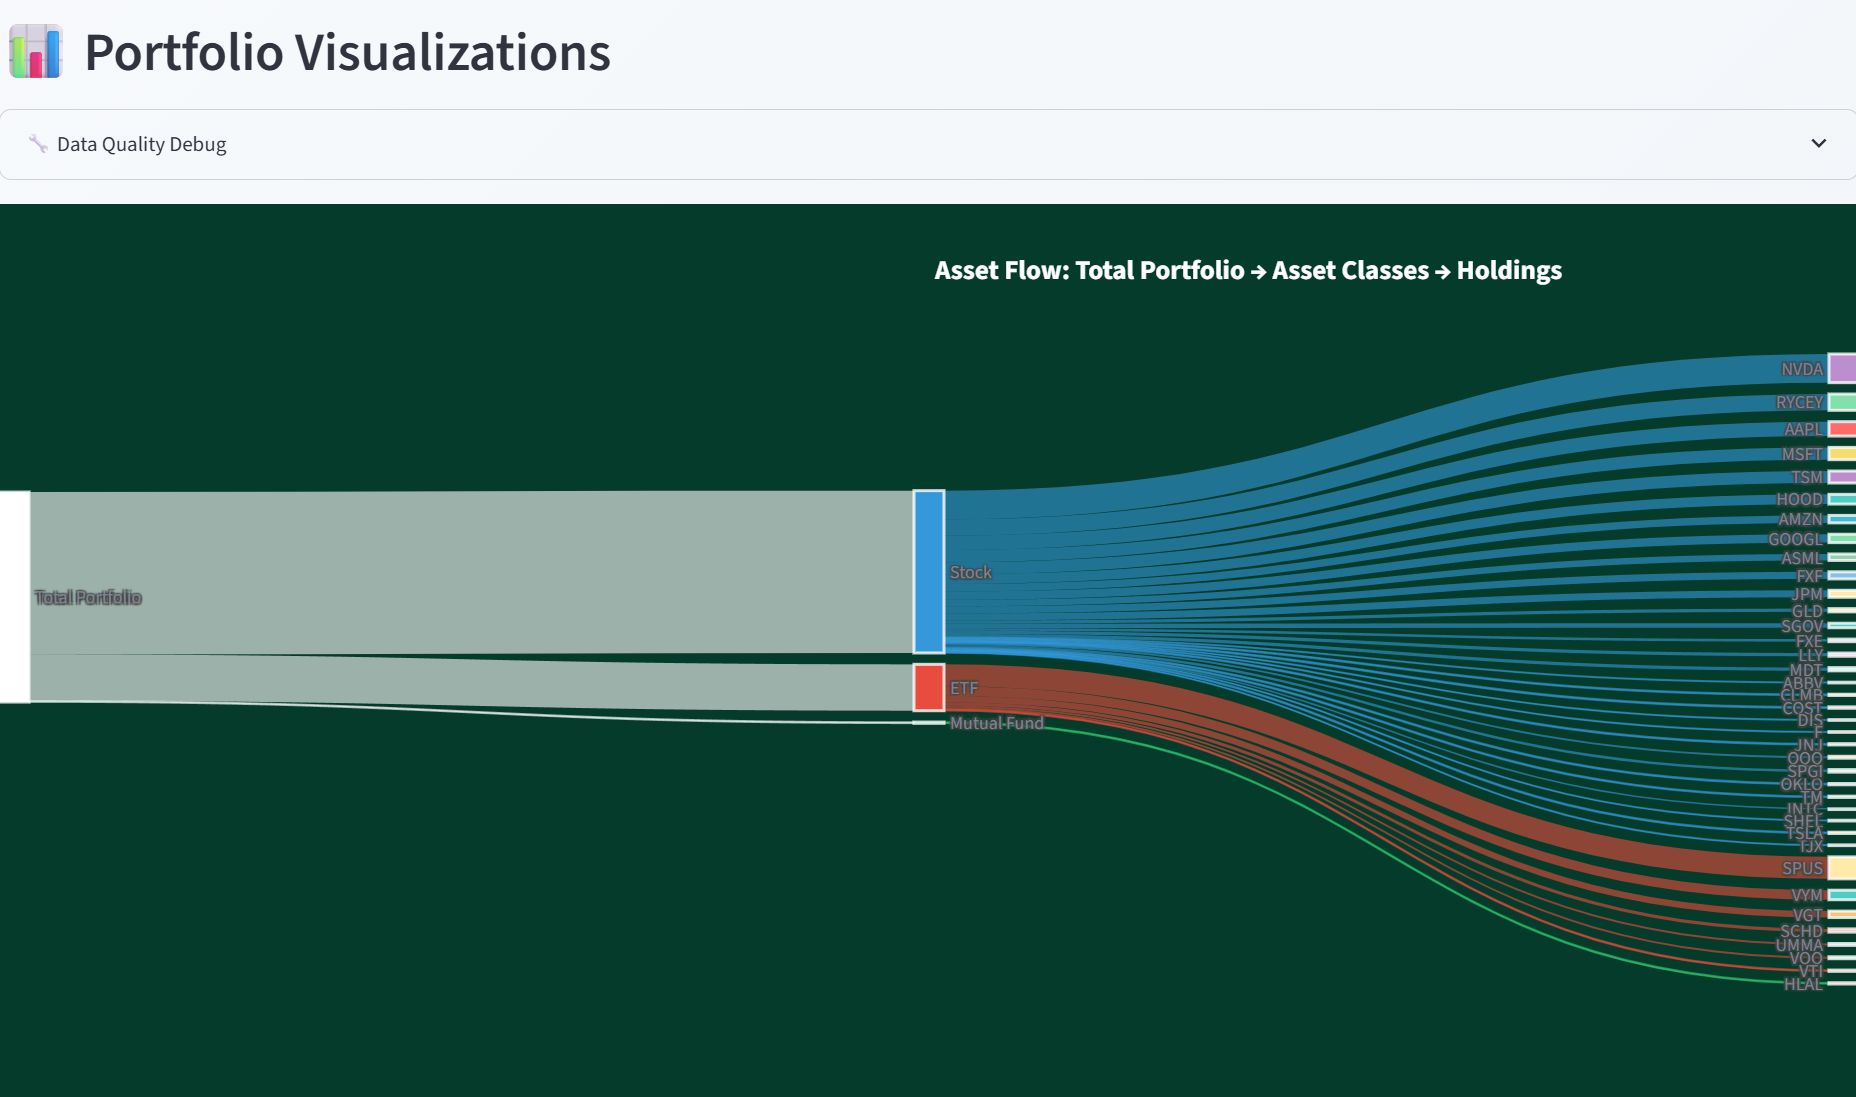 Portfolio Visualizations
Data Quality Debug
Asset Flow: Total Portfolio → Asset Classes → Holdings
Total Portfolio
Stock
ETF
Mutual Fund
NVDA
RYCEY
AAPL
MSFT
TSM
HOOD
AMZN
GOOGL
ASML
FXF
JPM
GLD
SGOV
FXE
LLY
MDT
ABBV
CLMB
COST
DIS
F
JNJ
OOO
SPGI
OKLO
TM
INTC
SHEL
TSLA
TJX
SPUS
VYM
VGT
SCHD
UMMA
VOO
VTI
HLAL